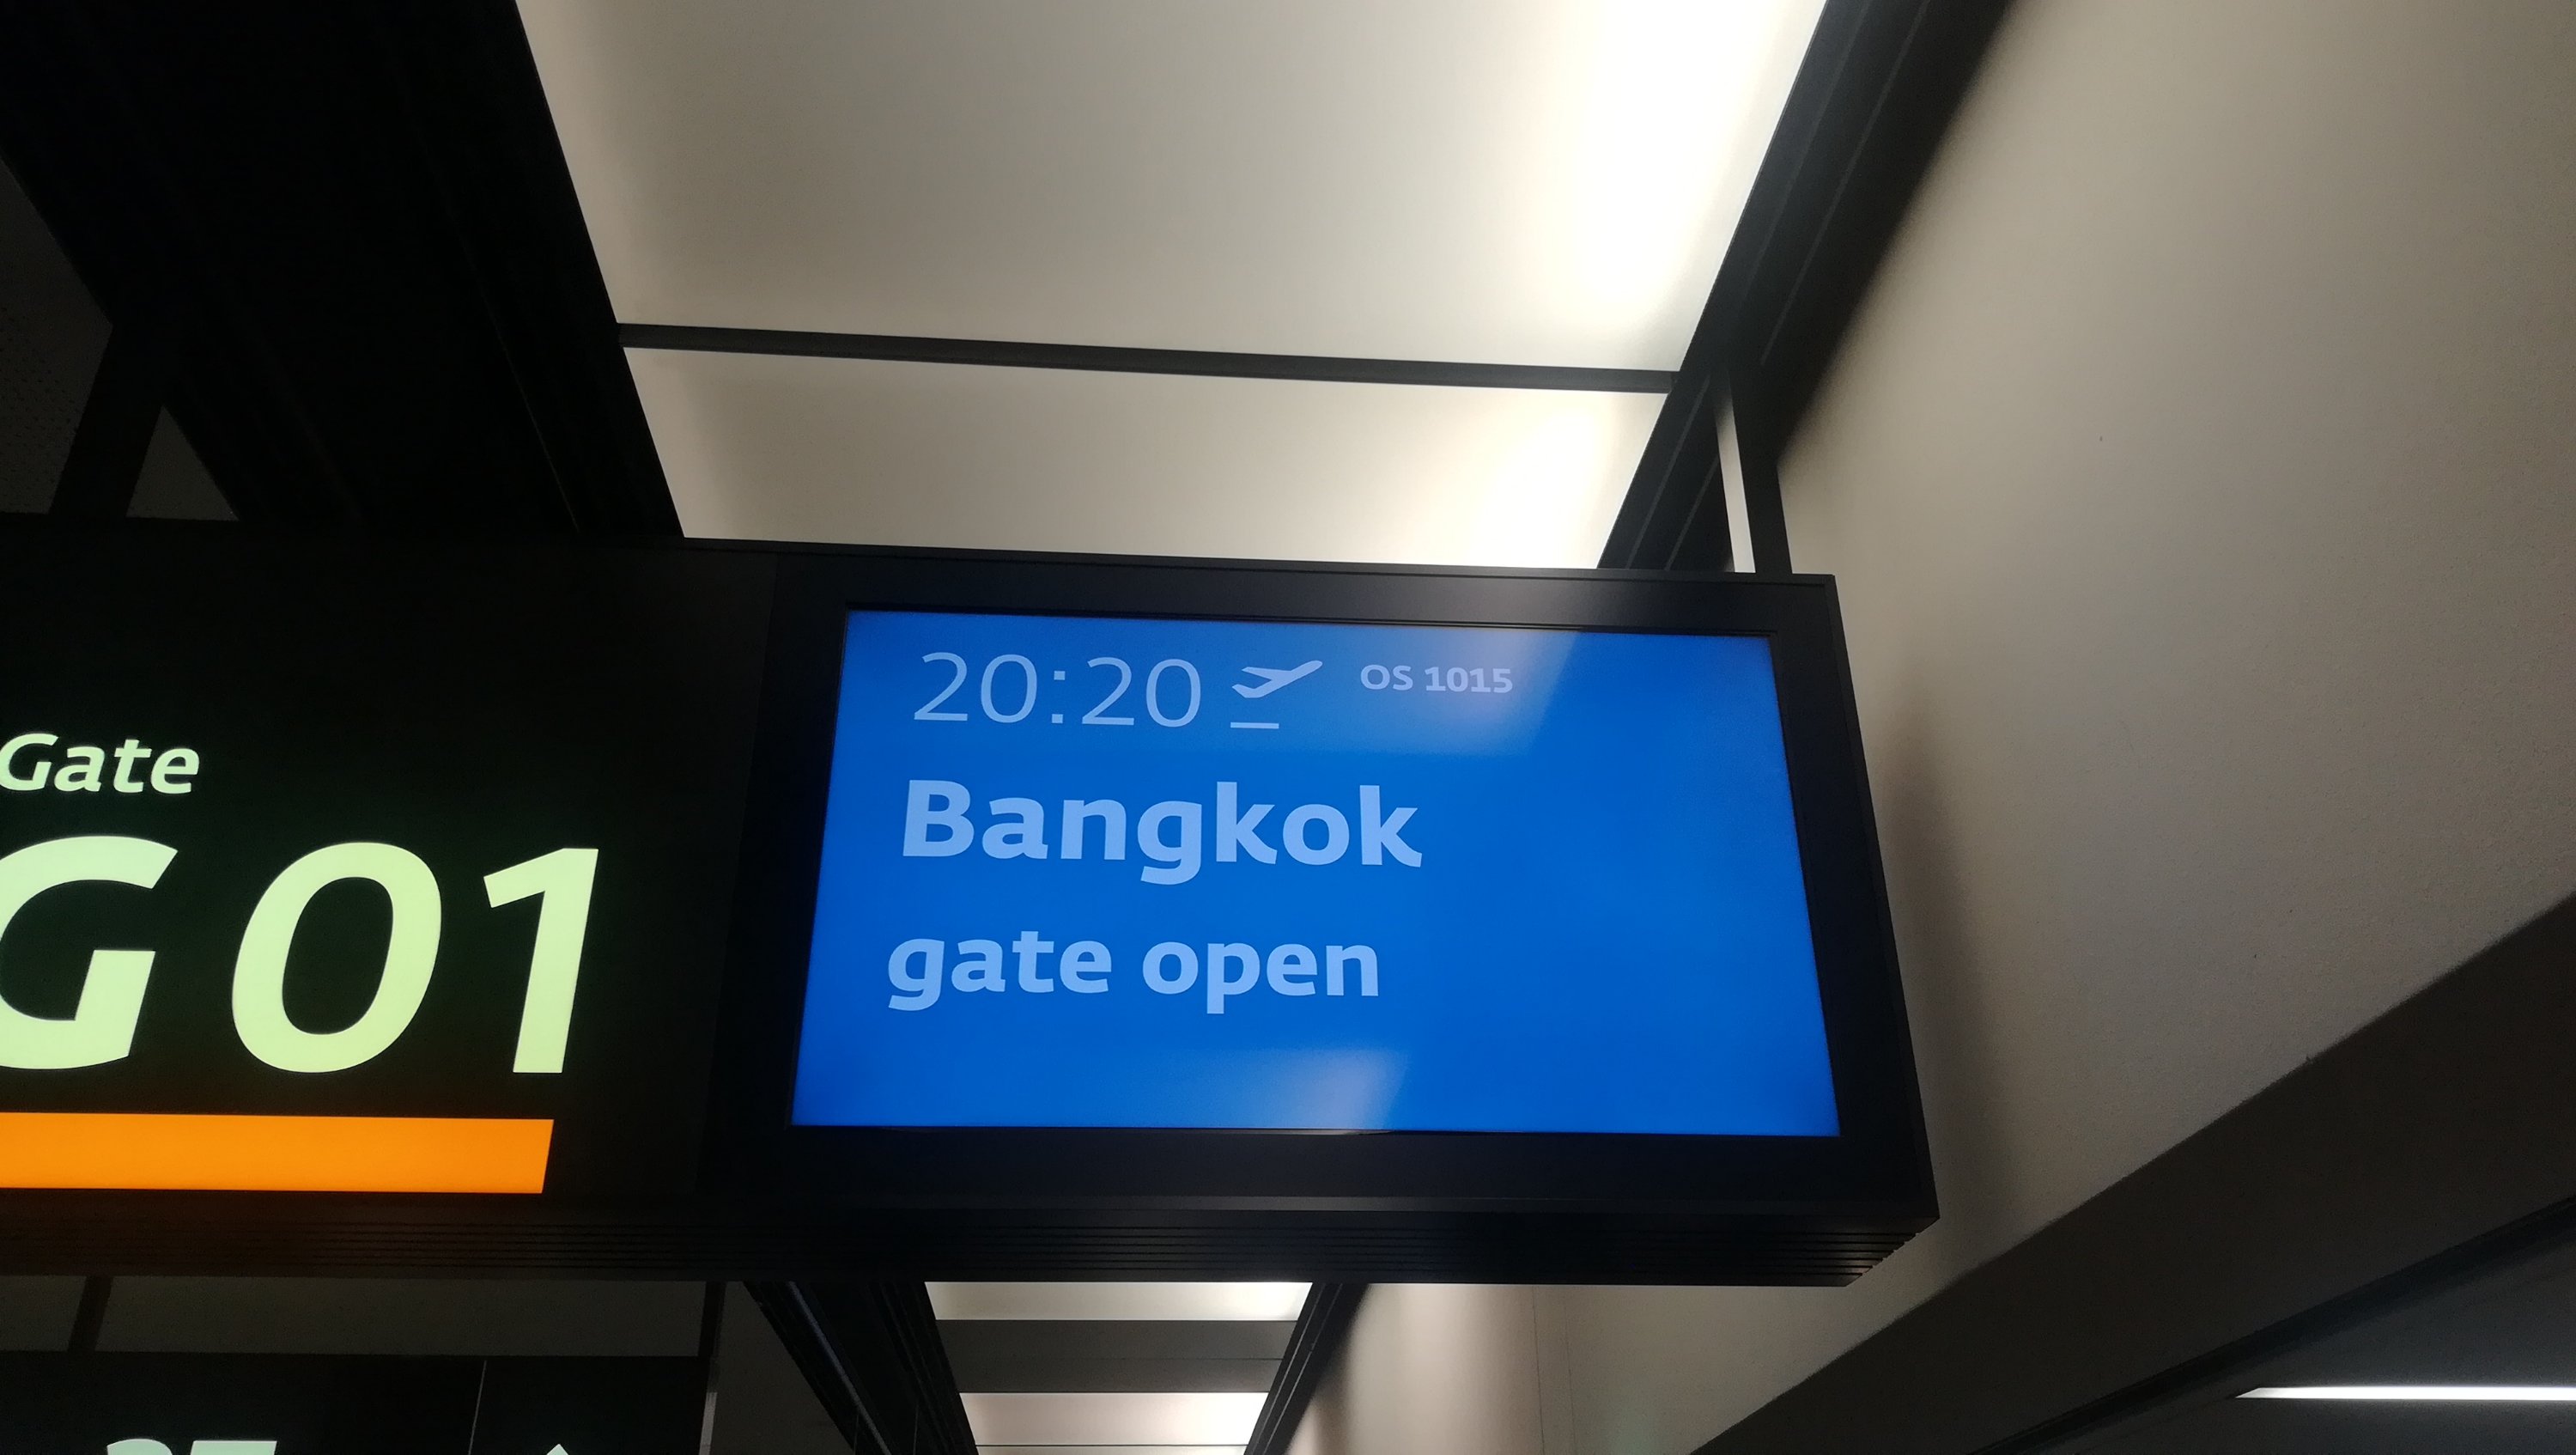 Gate
G01
20:20 OS 1015
Bangkok
gate open